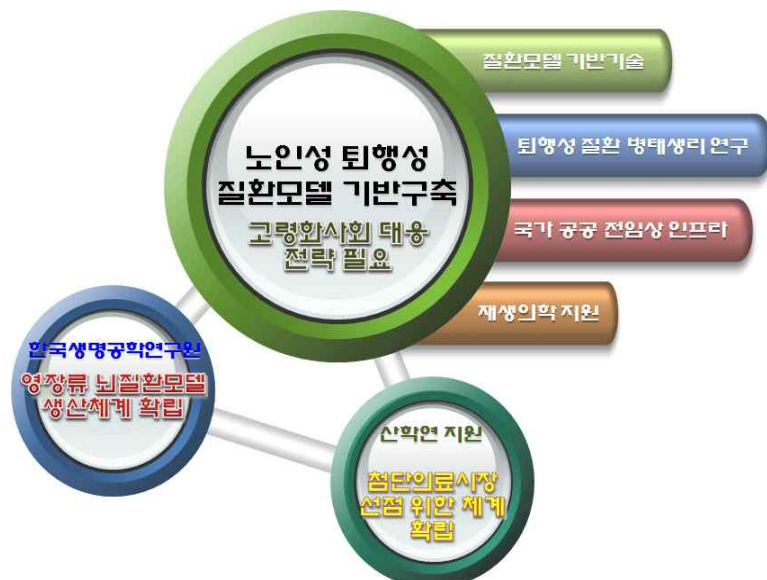 노인성 퇴행성
질환모델 기반구축
고령화사회 대응
전략 필요
질환모델 기반기술
퇴행성 질환 병태생리 연구
국가 공공 전임상 인프라
재생의학 지원
한국생명공학연구원
영장류 뇌질환모델
생산체계 확립
산학연 지원
첨단의료시장
선점 위한 체계
확립